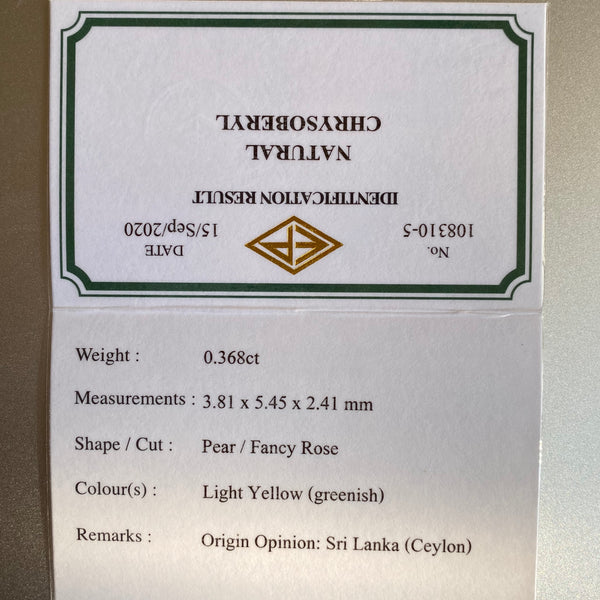 No.
108310-5
DATE
15/Sep/2020
IDENTIFICATION RESULT
NATURAL
CHRYSOBERYL
Weight : 0.368ct
Measurements : 3.81 x 5.45 x 2.41 mm
Shape / Cut : Pear / Fancy Rose
Colour(s) : Light Yellow (greenish)
Remarks : Origin Opinion: Sri Lanka (Ceylon)